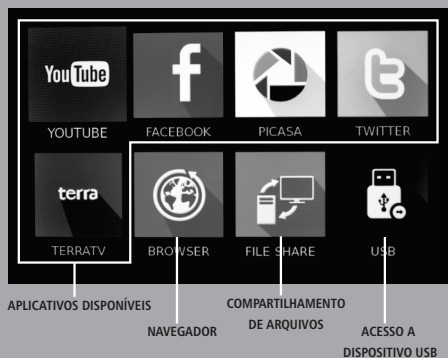 You Tube
YOUTUBE
FACEBOOK
PICASA
TWITTER
terra
TERRATV
BROWSER
FILE SHARE
USB
APLICATIVOS DISPONÍVEIS
NAVEGADOR
COMPARTILHAMENTO
DE ARQUIVOS
ACESSO A
DISPOSITIVO USB